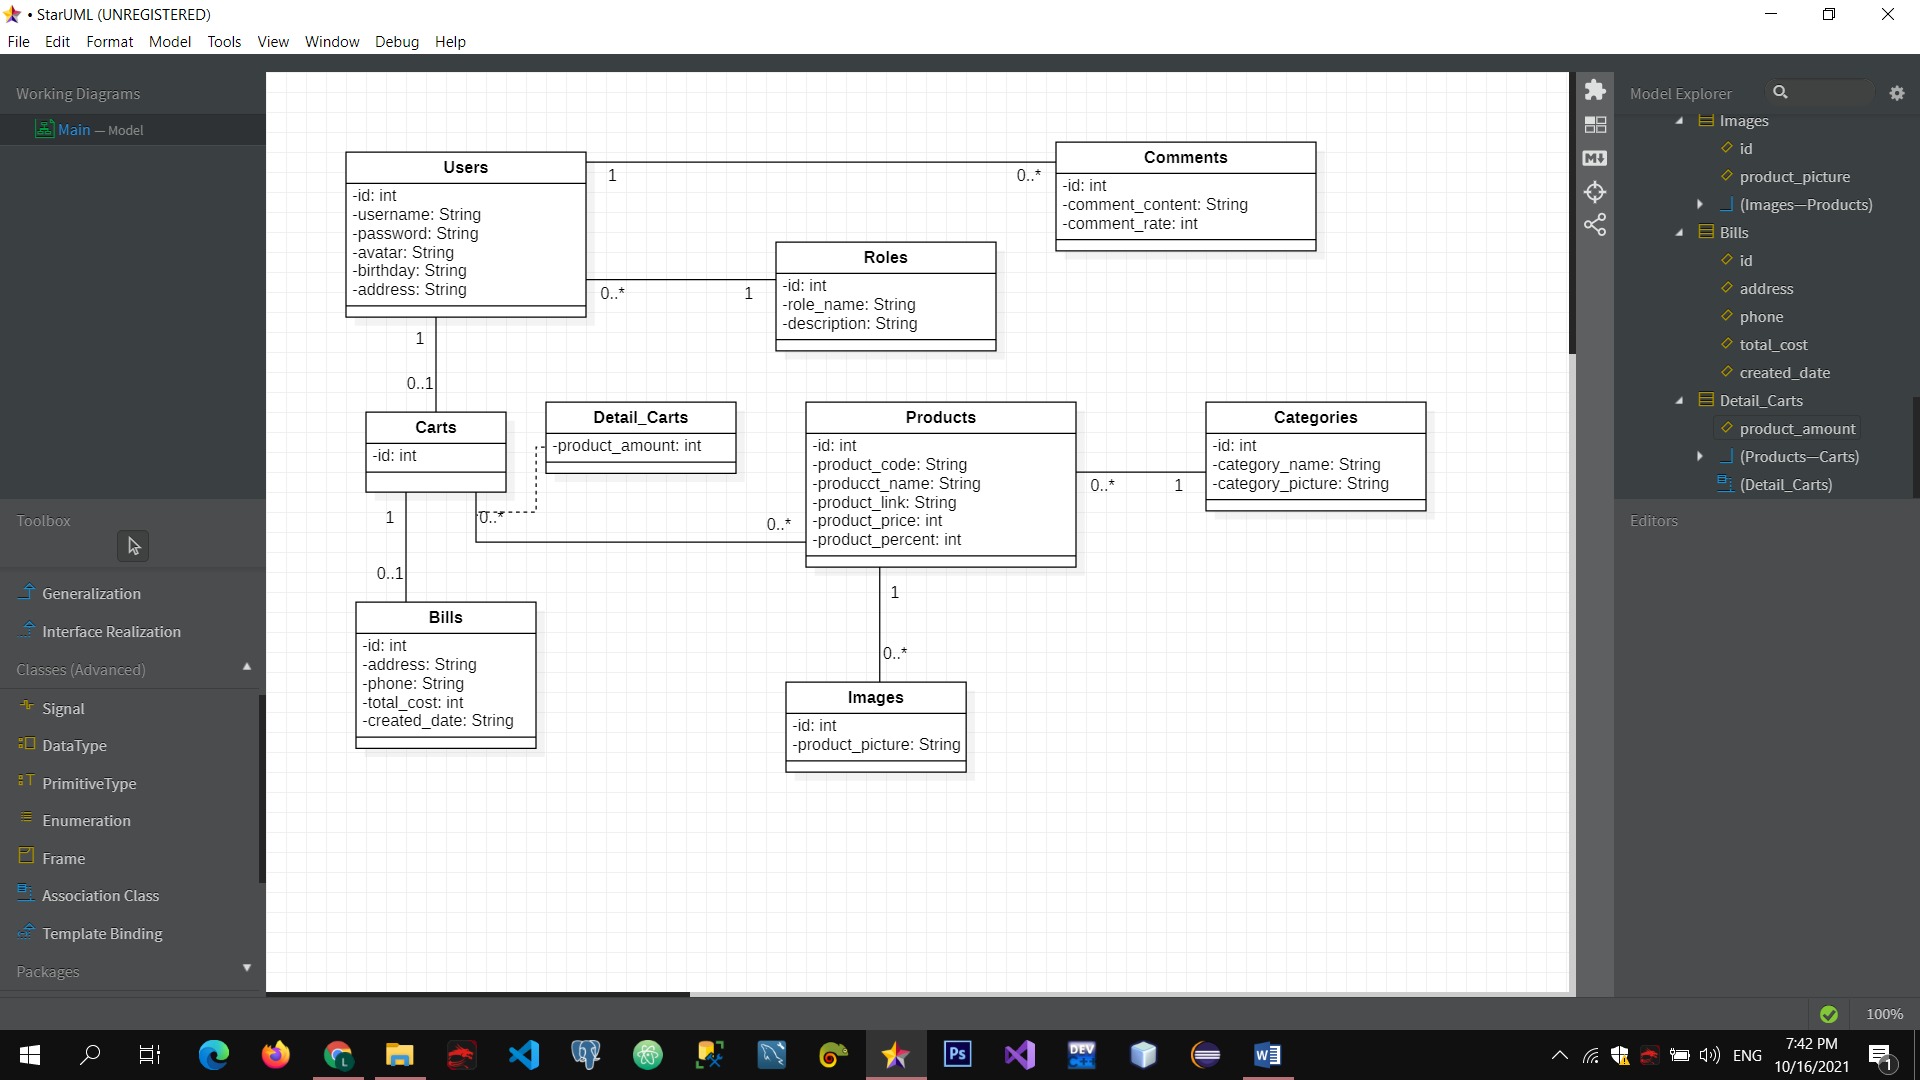 • StarUML (UNREGISTERED)
File Edit Format Model Tools View Window Debug Help
Working Diagrams
Main — Model
Toolbox
Generalization
Interface Realization
Classes (Advanced)
Signal
DataType
PrimitiveType
Enumeration
Frame
Association Class
Template Binding
Packages
Users
-id: int
-username: String
-password: String
-avatar: String
-birthday: String
-address: String
1
0..*
Comments
-id: int
-comment_content: String
-comment_rate: int
0..*
1
Roles
-id: int
-role_name: String
-description: String
1
0..1
Carts
-id: int
Detail_Carts
-product_amount: int
0..*
0..*
Products
-id: int
-product_code: String
-producct_name: String
-product_link: String
-product_price: int
-product_percent: int
0..*
1
Categories
-id: int
-category_name: String
-category_picture: String
1
0..1
Bills
-id: int
-address: String
-phone: String
-total_cost: int
-created_date: String
1
0..*
Images
-id: int
-product_picture: String
M
Model Explorer
Images
id
product_picture
(Images—Products)
Bills
id
address
phone
total_cost
created_date
Detail_Carts
product_amount
(Products—Carts)
(Detail_Carts)
Editors
100%
L
Ps
DEV
W
ENG
7:42 PM
10/16/2021
1